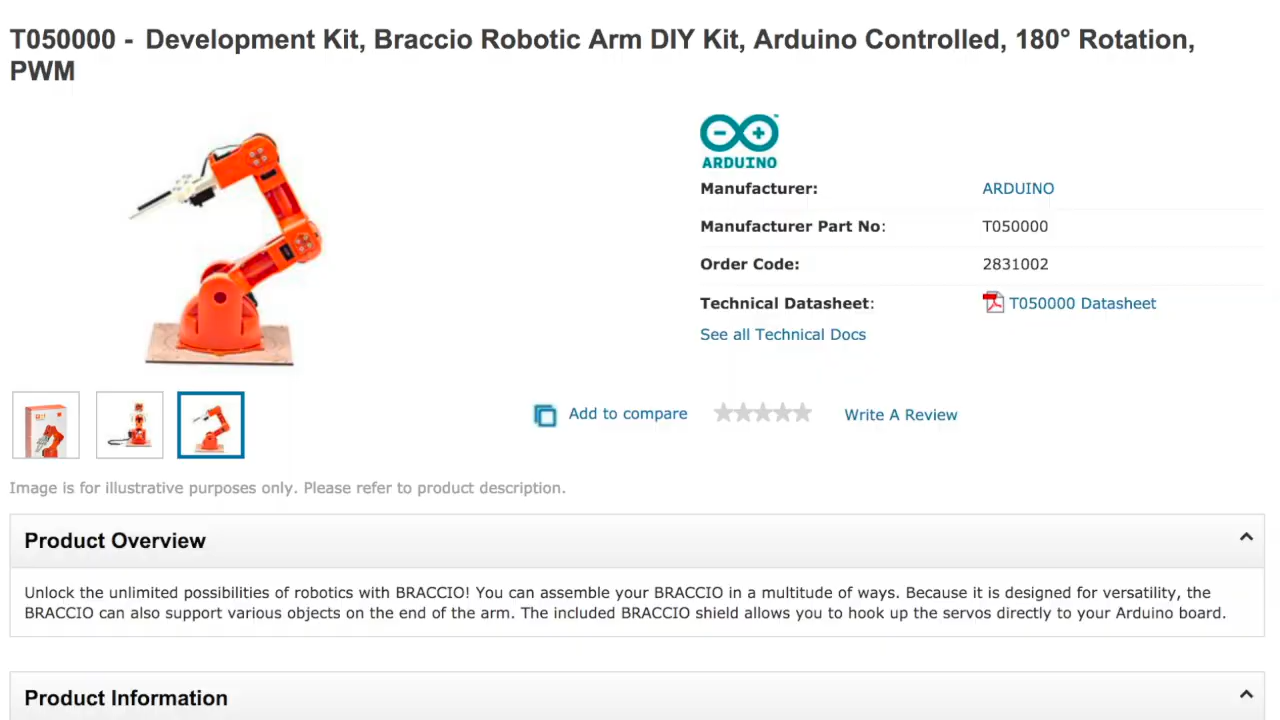 T050000 - Development Kit, Braccio Robotic Arm DIY Kit, Arduino Controlled, 180° Rotation,
PWM
ARDUINO
Manufacturer: ARDUINO
Manufacturer Part No: T050000
Order Code: 2831002
Technical Datasheet: T050000 Datasheet
See all Technical Docs
Add to compare Write A Review
Image is for illustrative purposes only. Please refer to product description.
Product Overview
Unlock the unlimited possibilities of robotics with BRACCIO! You can assemble your BRACCIO in a multitude of ways. Because it is designed for versatility, the
BRACCIO can also support various objects on the end of the arm. The included BRACCIO shield allows you to hook up the servos directly to your Arduino board.
Product Information